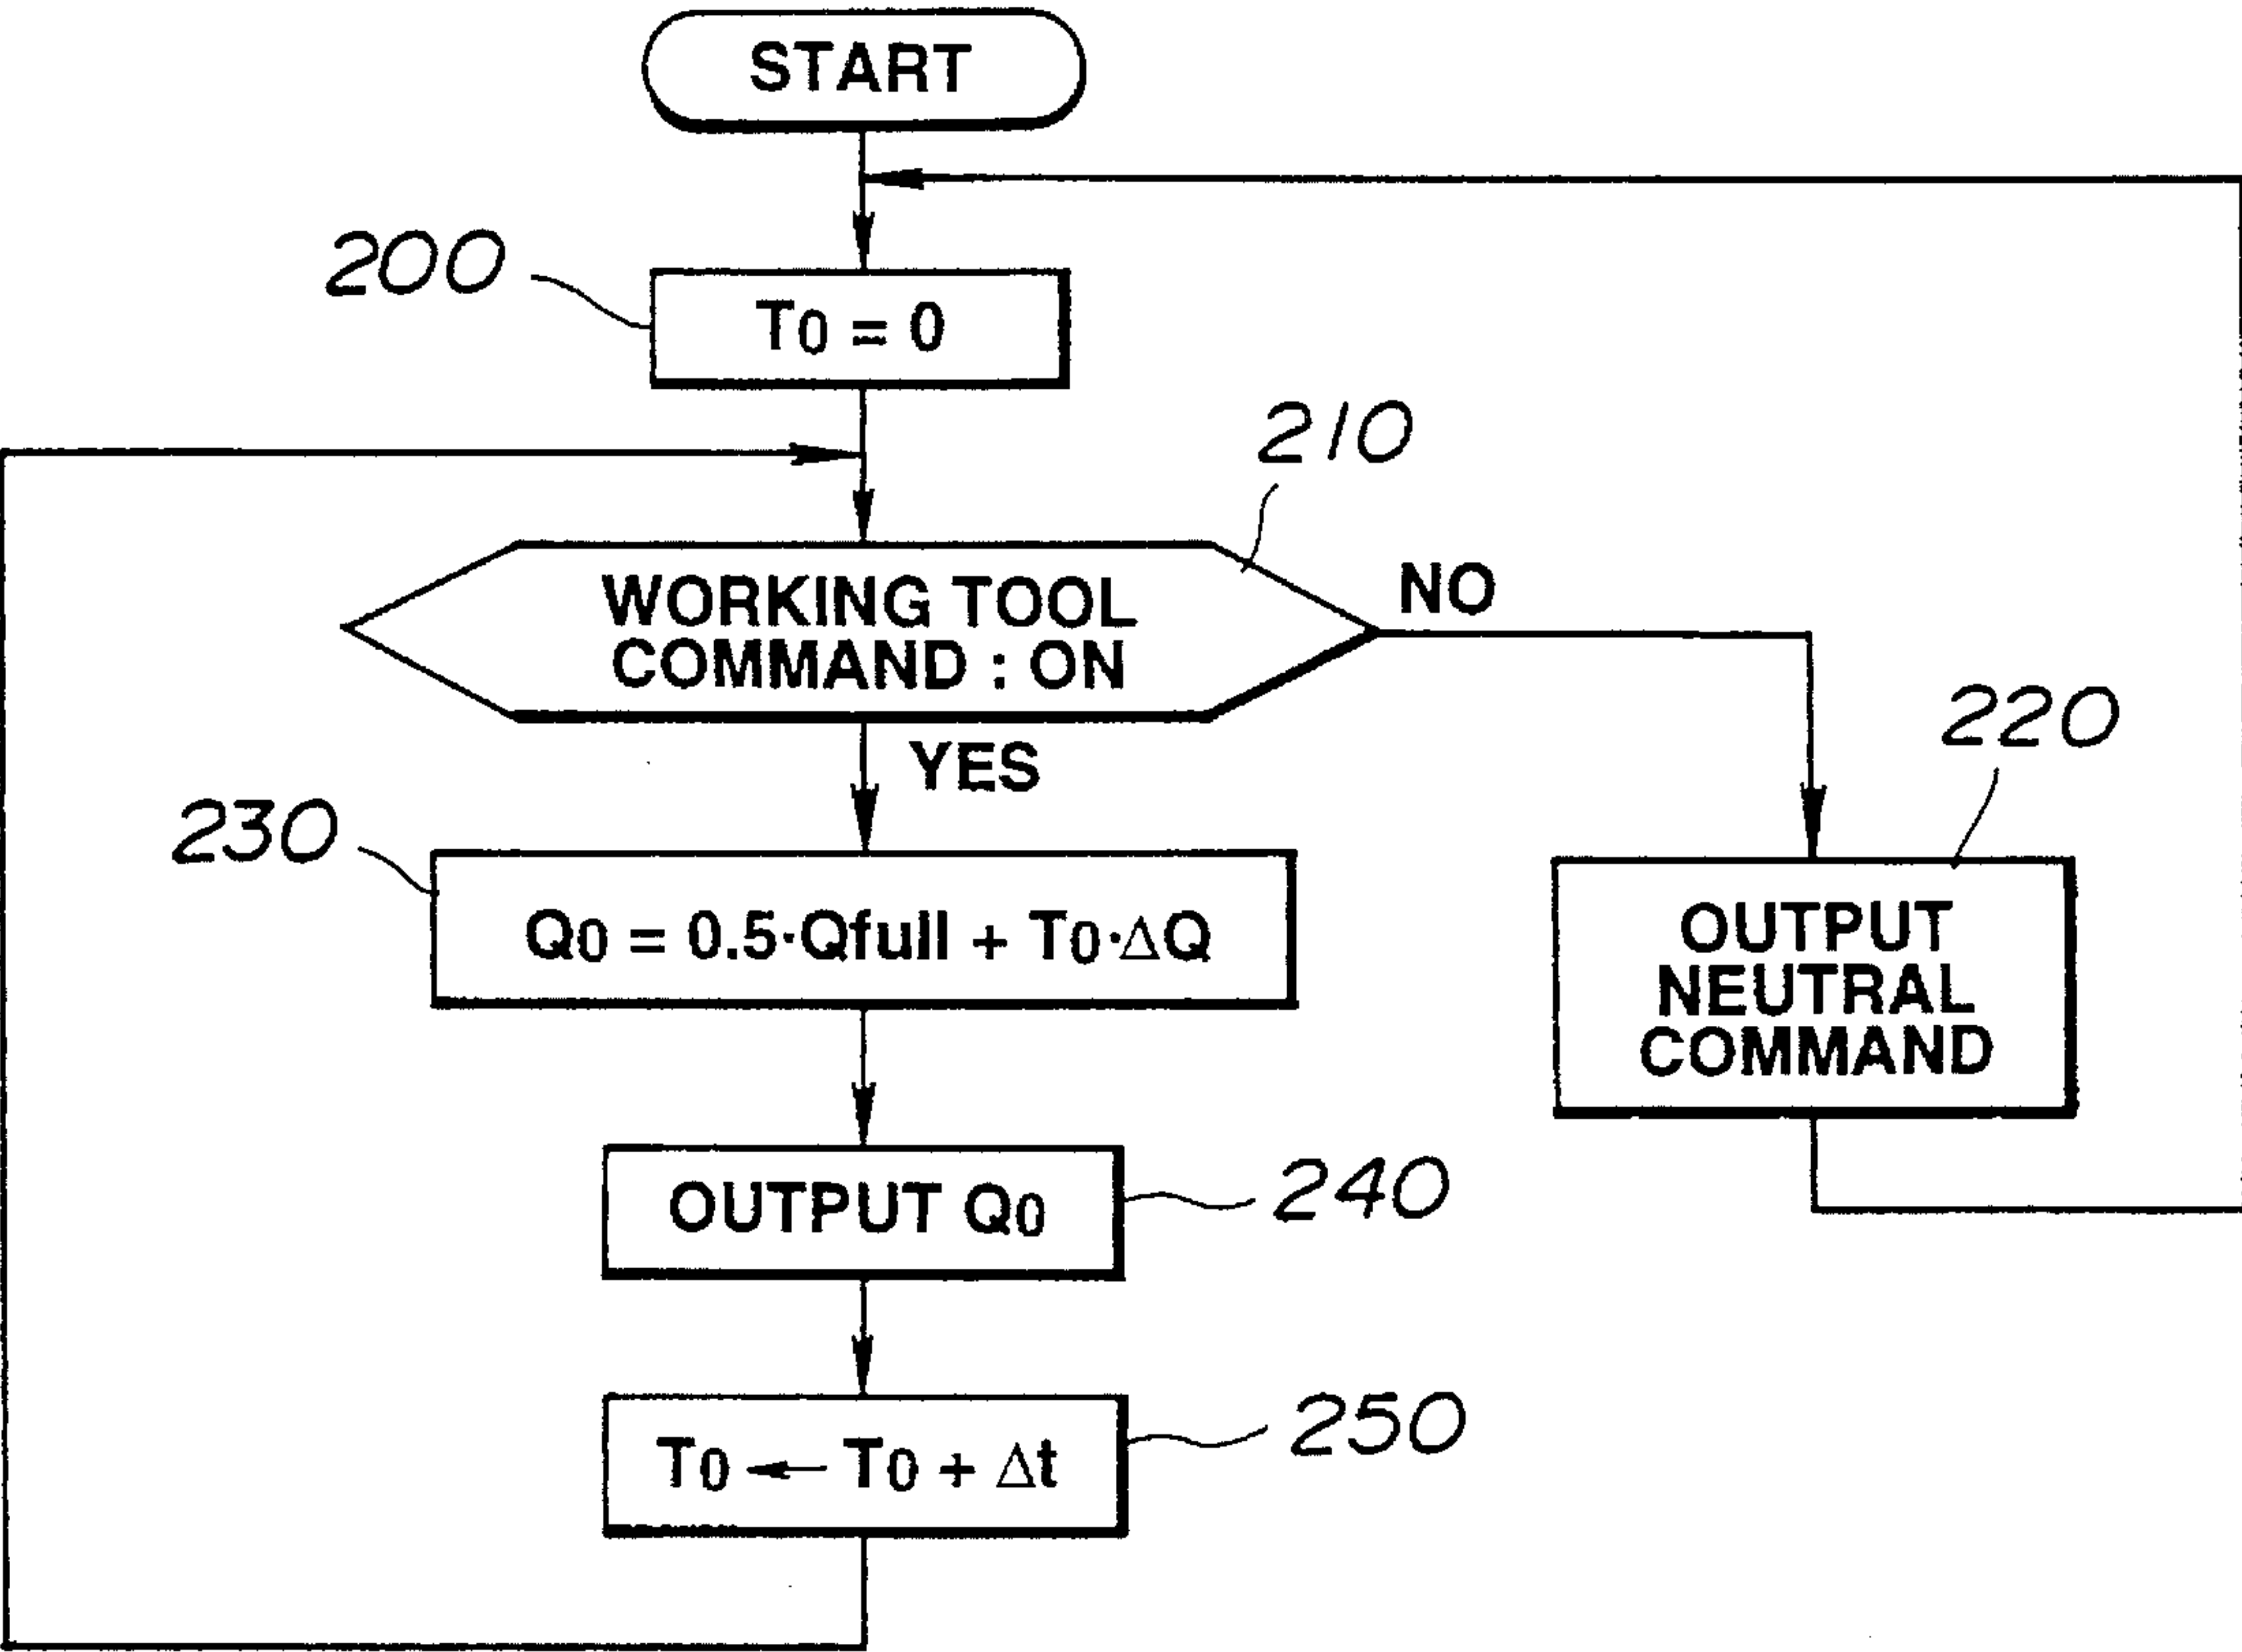 START
200
T0 = 0
210
WORKING TOOL
COMMAND : ON
NO
YES
220
230
Q0 = 0.5·Qfull + T0·ΔQ
OUTPUT
NEUTRAL
COMMAND
OUTPUT Q0
240
T0 ← T0 + Δt
250